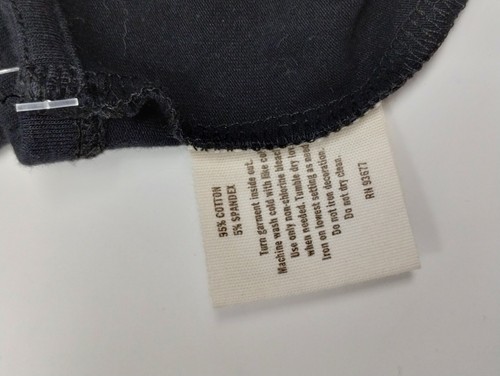 95% COTTON
5% SPANDEX
Turn garment inside out.
Machine wash cold with like
Use only non-chlorine bleach
when needed. Tumble dry
Iron on lowest setting as
Do not iron decoration.
Do not dry clean.
RN 93677